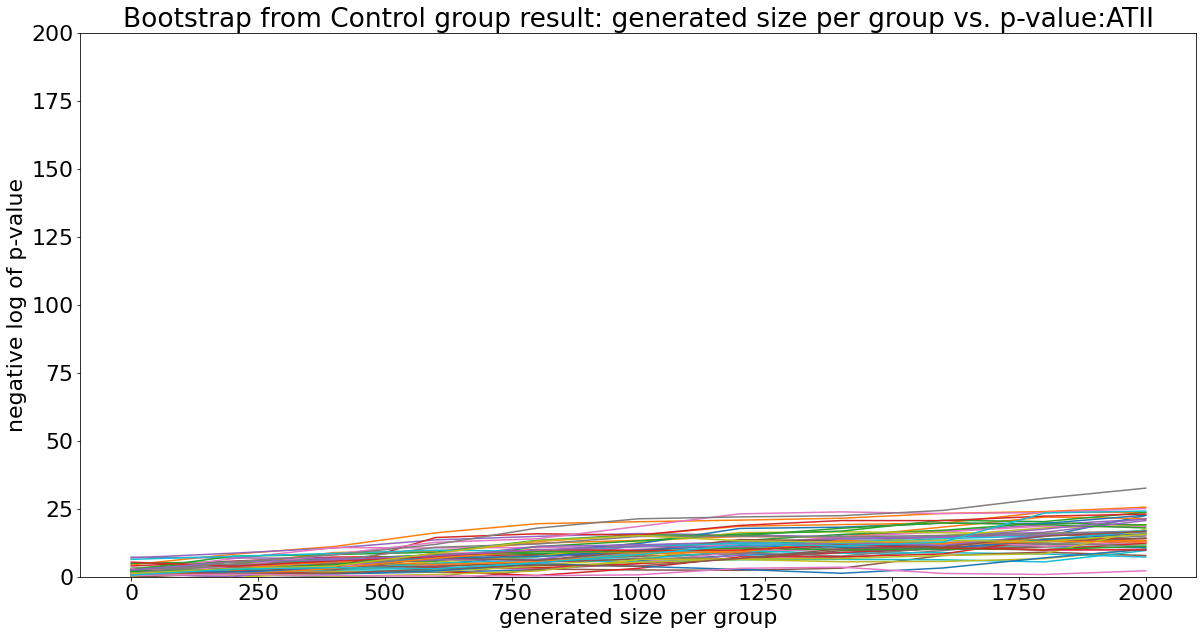 Bootstrap from Control group result: generated size per group vs. p-value:ATII
200
175
150
125
100
75
50
25
0
negative log of p-value
0 250 500 750 1000 1250 1500 1750 2000
generated size per group